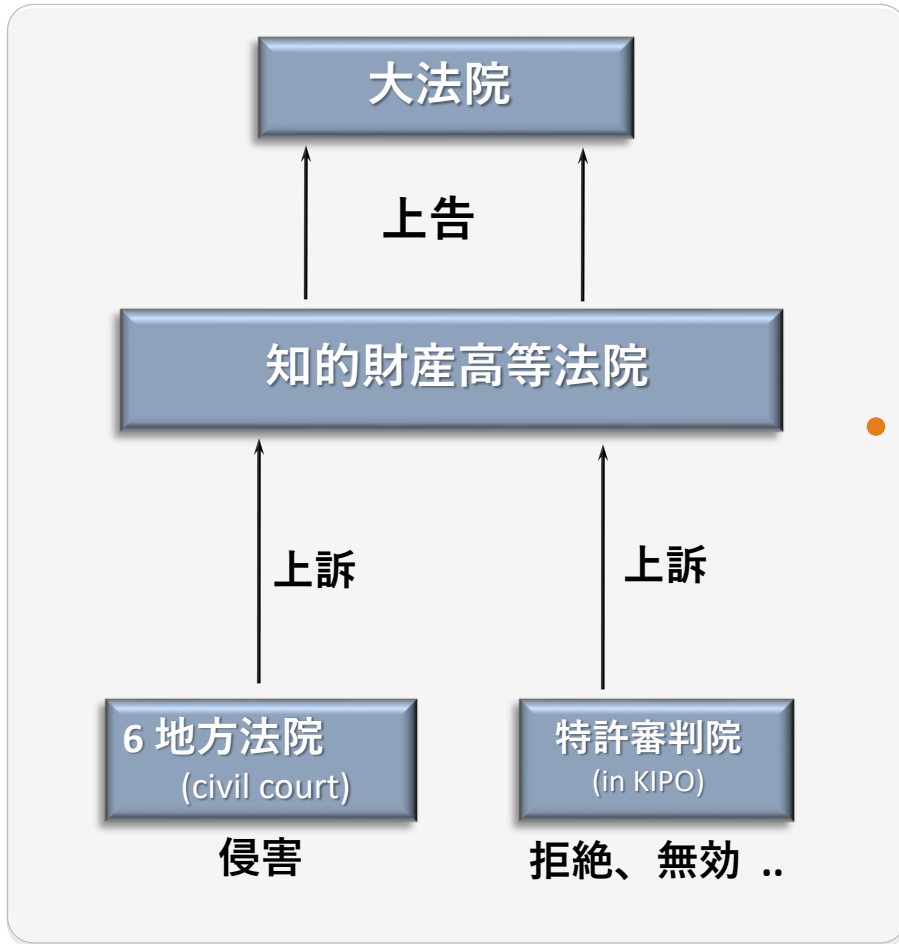 大法院
上告
知的財産高等法院
上訴
上訴
6 地方法院
(civil court)
特許審判院
(in KIPO)
侵害
拒絶、無効 ..